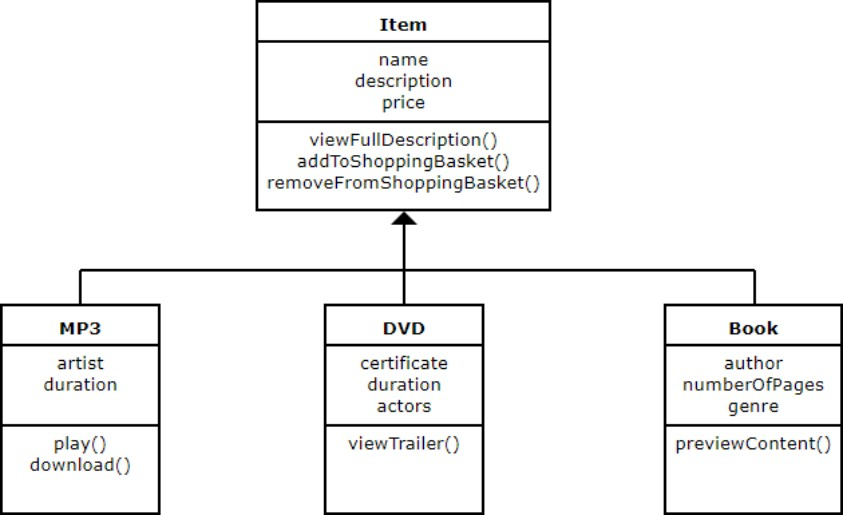 Item
name
description
price
viewFullDescription()
addToShoppingBasket()
removeFromShoppingBasket()
MP3
artist
duration
play()
download()
DVD
certificate
duration
actors
viewTrailer()
Book
author
numberOfPages
genre
previewContent()